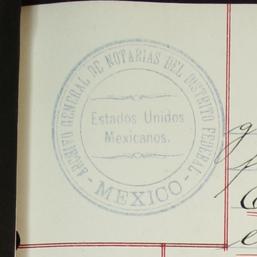 ARCHIVO GENERAL DE NOTARIAS DEL DISTRITO FEDERAL
Estados Unidos
Mexicanos.
- MEXICO -